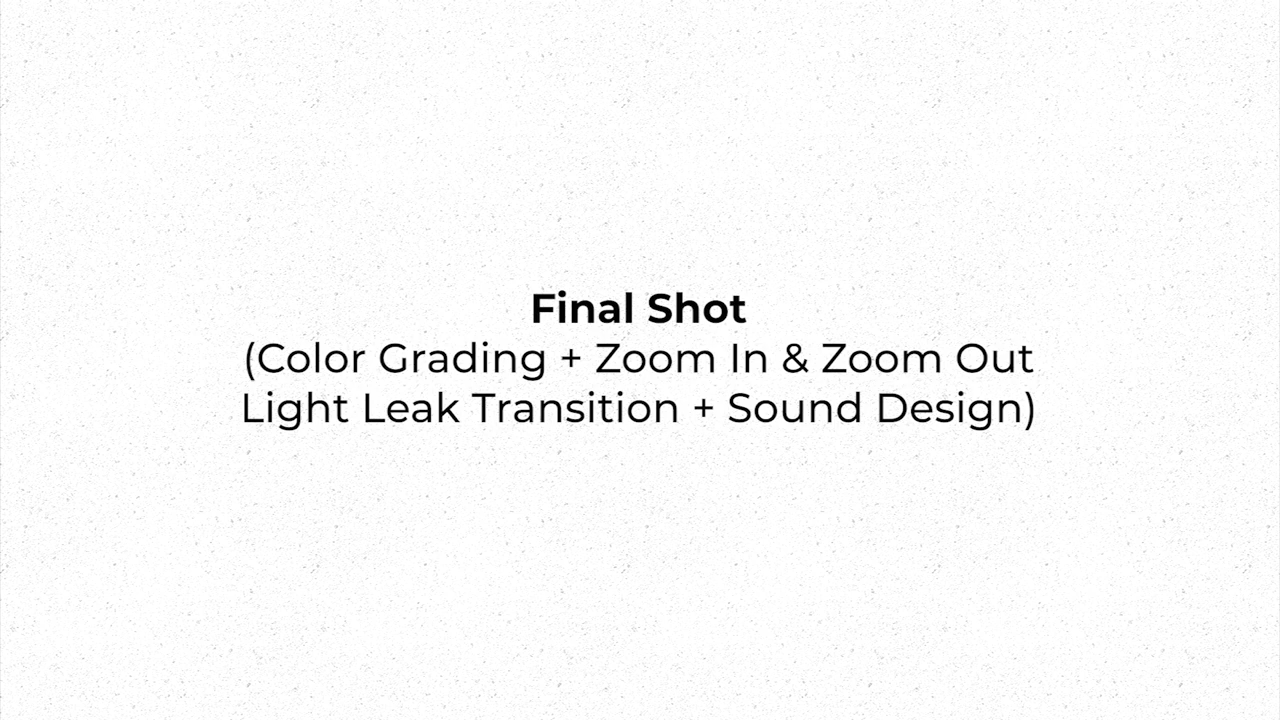 Final Shot
(Color Grading + Zoom In & Zoom Out
Light Leak Transition + Sound Design)